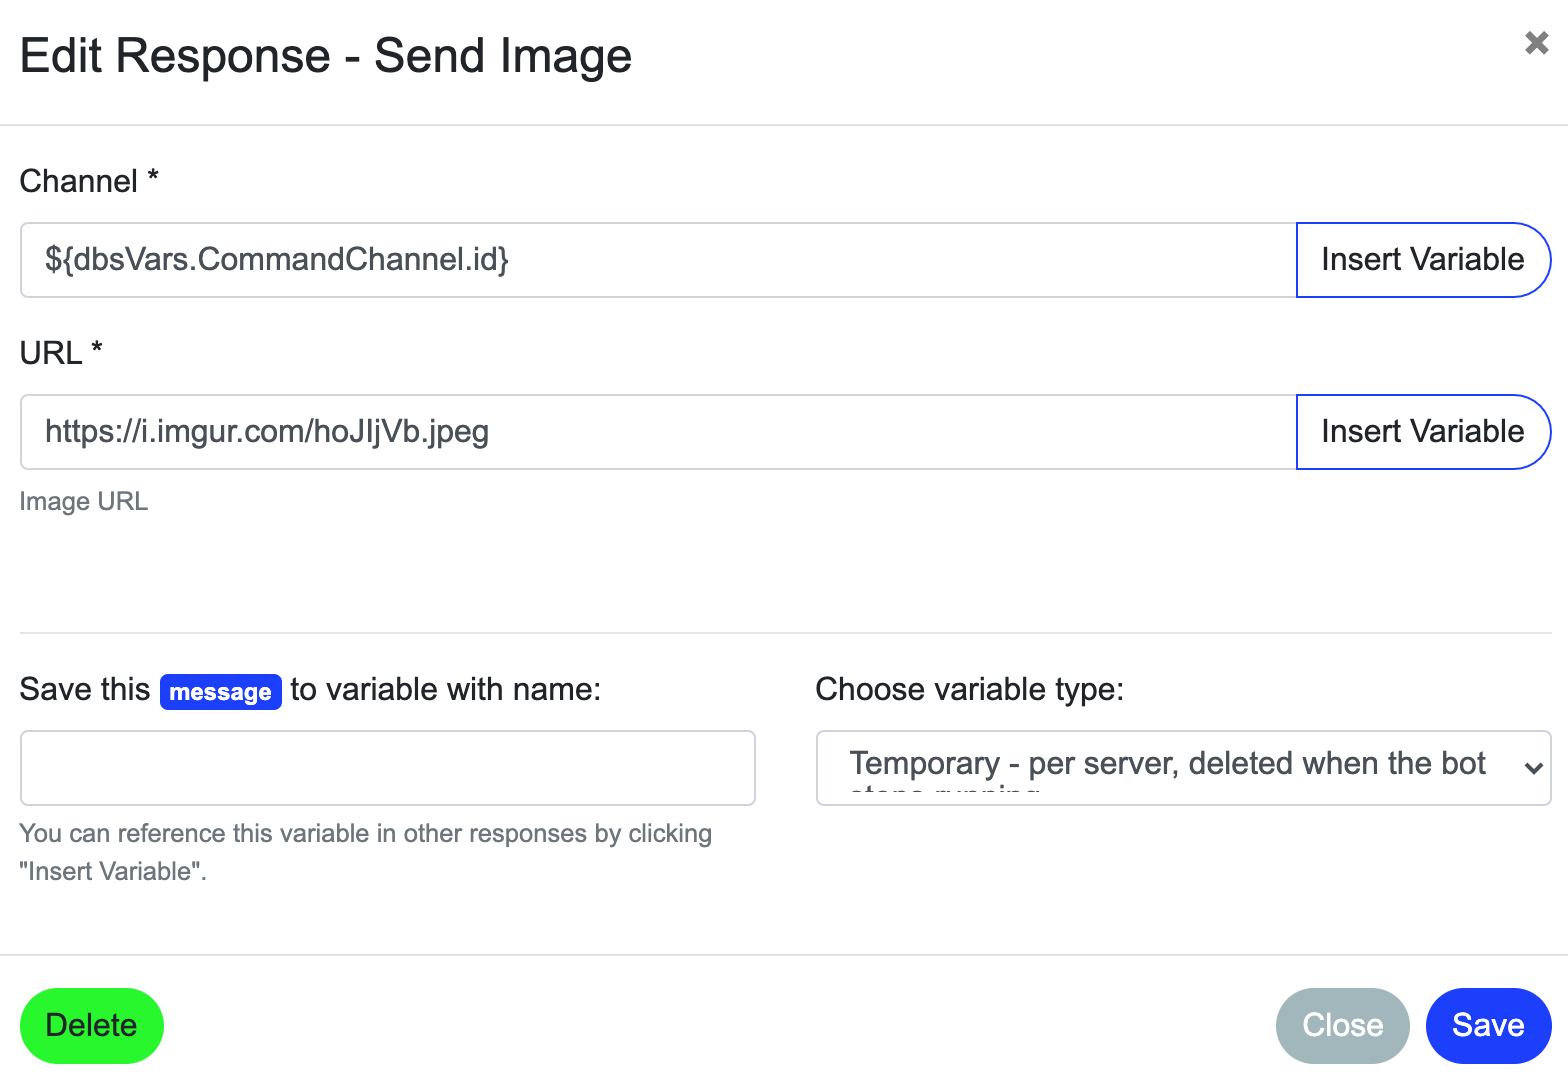 Edit Response - Send Image
Channel *
${dbsVars.CommandChannel.id}
Insert Variable
URL *
https://i.imgur.com/hoJIjVb.jpeg
Insert Variable
Image URL
Save this message to variable with name:
Choose variable type:
Temporary - per server, deleted when the bot
You can reference this variable in other responses by clicking
"Insert Variable".
Delete
Close
Save